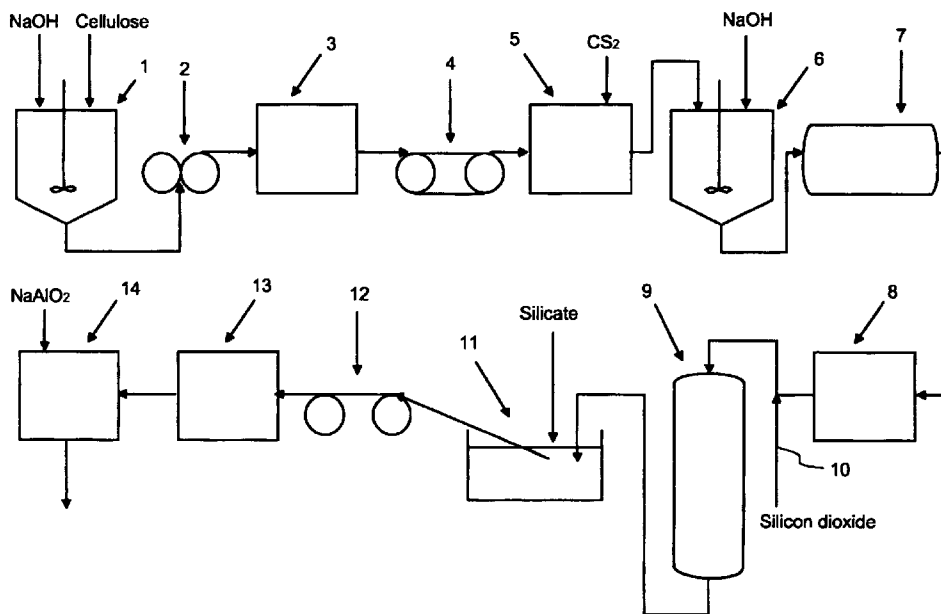 NaOH Cellulose
1
2
3
4
5
CS₂
NaOH
6
7
NaAlO₂
14
13
12
11
Silicate
9
8
10
Silicon dioxide